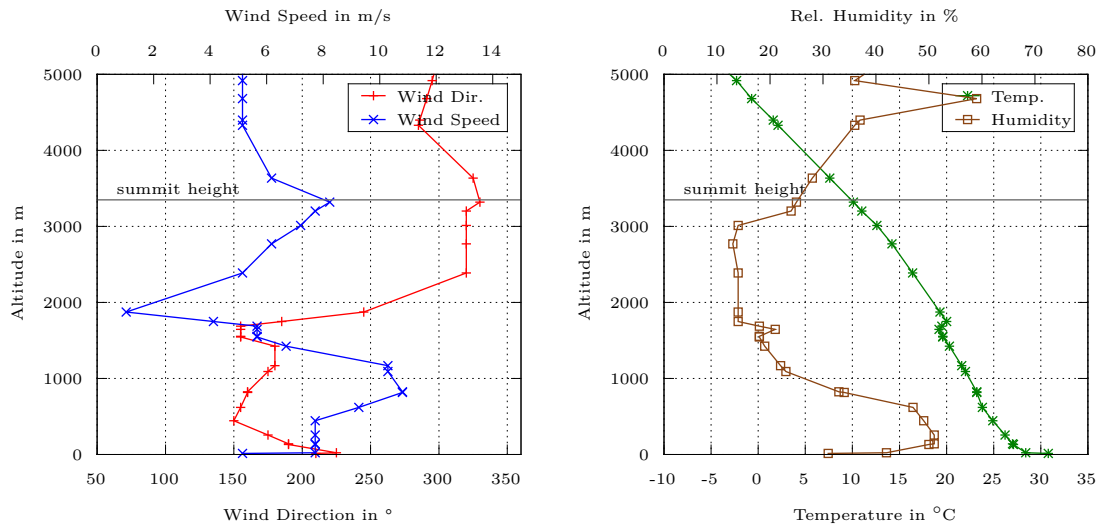 Wind Speed in m/s
0 2 4 6 8 10 12 14
5000
4000
3000
2000
1000
0
Altitude in m
Wind Dir.
Wind Speed
summit height
50 100 150 200 250 300 350
Wind Direction in °
Rel. Humidity in %
0 10 20 30 40 50 60 70 80
5000
4000
3000
2000
1000
0
Altitude in m
Temp.
Humidity
summit height
-10 -5 0 5 10 15 20 25 30 35
Temperature in °C